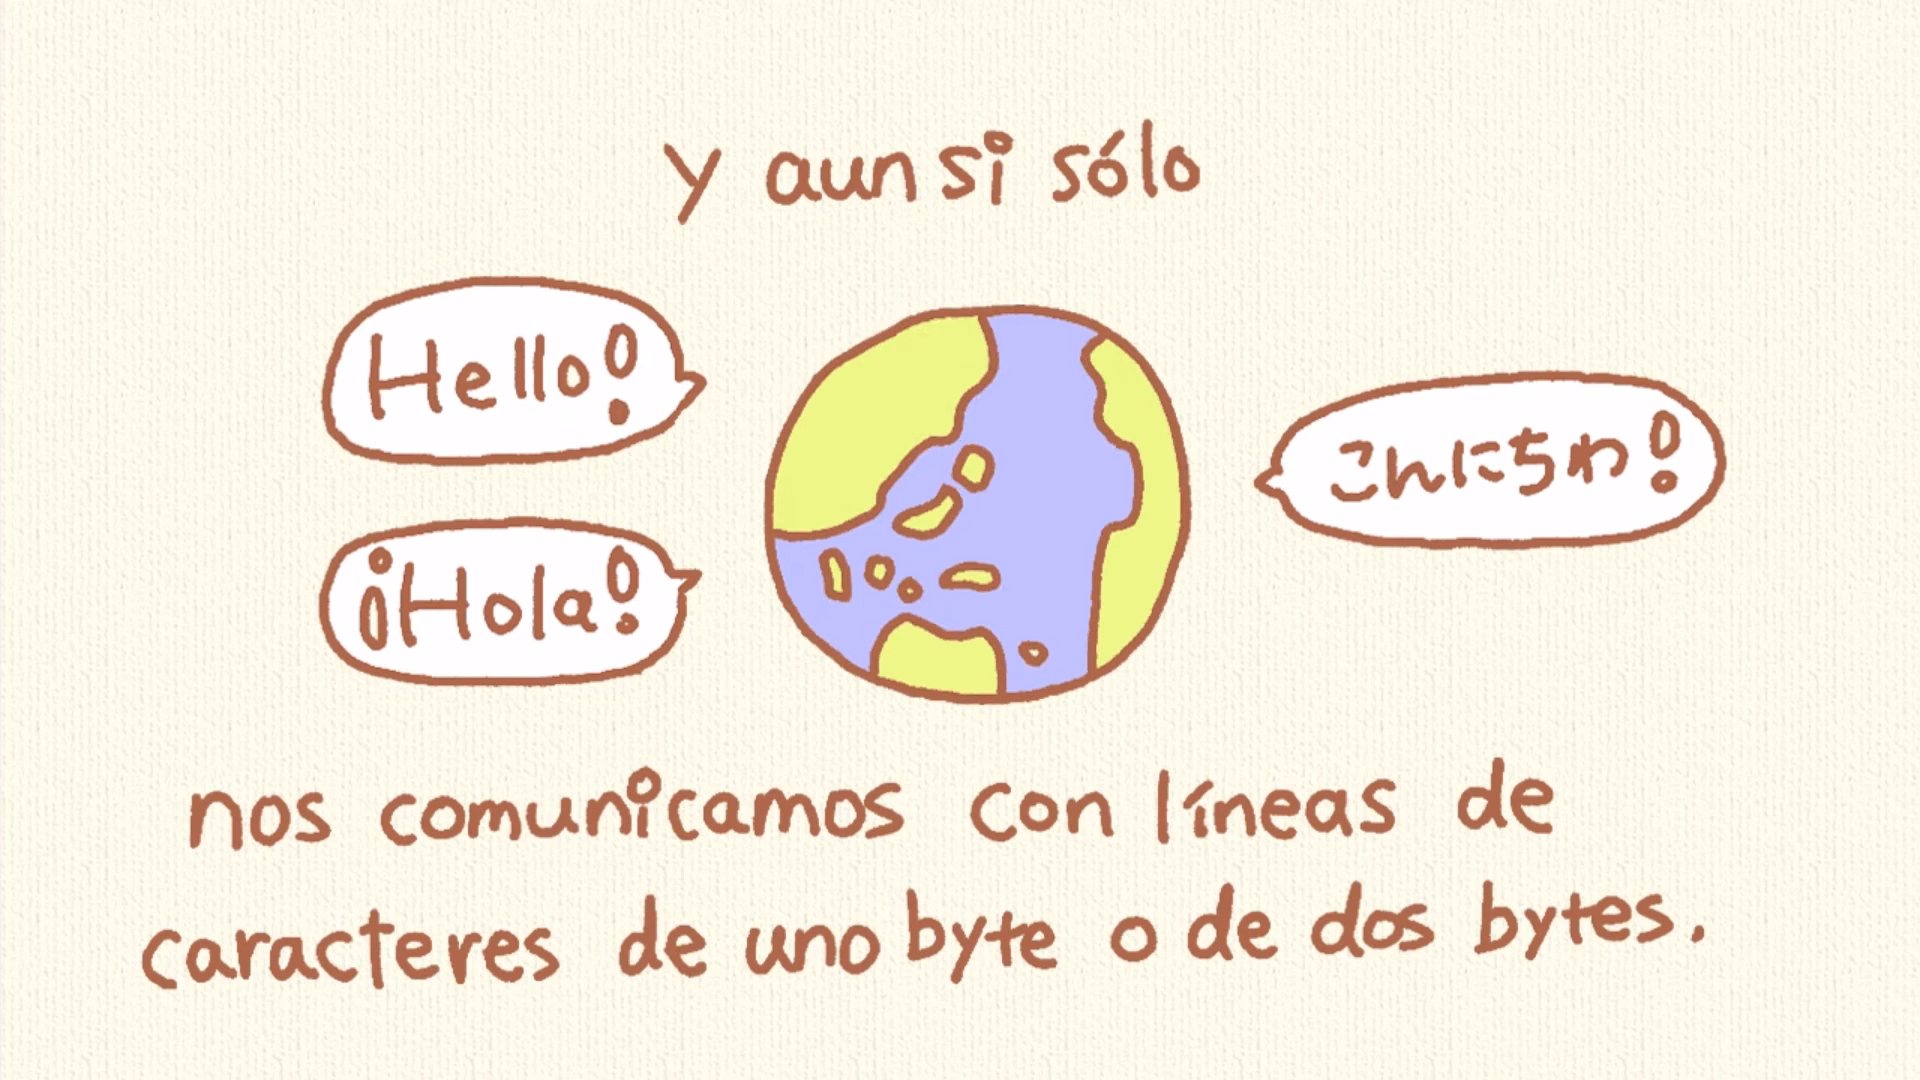 y aun si sólo
Hello!
¡Hola!
こんにちわ!
nos comunicamos con líneas de
caracteres de uno byte o de dos bytes.